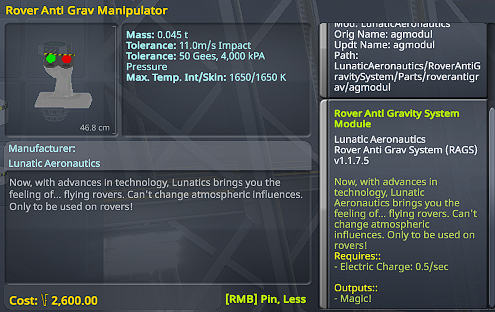 Rover Anti Grav Manipulator
Mass: 0.045 t
Tolerance: 11.0m/s Impact
Tolerance: 50 Gees, 4,000 kPA
Pressure
Max. Temp. Int/Skin: 1650/1650 K
46.8 cm
Manufacturer:
Lunatic Aeronautics
Now, with advances in technology, Lunatics brings you the
feeling of... flying rovers. Can't change atmospheric influences.
Only to be used on rovers!
Cost: 2,600.00
[RMB] Pin, Less
Mod: LunaticAeronautics
Orig Name: agmodul
Updt Name: agmodul
Path:
LunaticAeronautics/RoverAntiG
ravitySystem/Parts/roverantigr
av/agmodul
Rover Anti Gravity System
Module
Lunatic Aeronautics
Rover Anti Grav System (RAGS)
v1.1.7.5
Now, with advances in
technology, Lunatic
Aeronautics brings you the
feeling of... flying rovers. Can't
change atmospheric
influences. Only to be used on
rovers!
Requires::
- Electric Charge: 0.5/sec
Outputs::
- Magic!